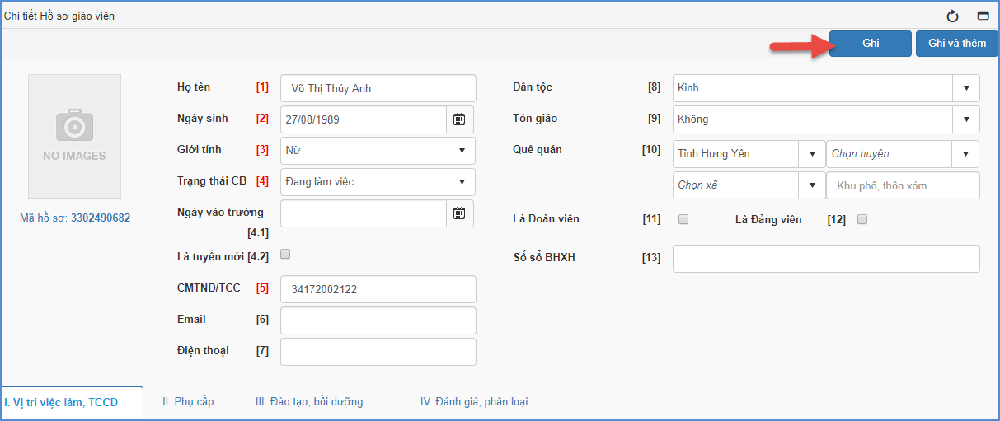 Chi tiết Hồ sơ giáo viên
Ghi
Ghi và thêm
NO IMAGES
Mã hồ sơ: 3302490682
Họ tên [1] Võ Thị Thúy Anh
Ngày sinh [2] 27/08/1989
Giới tính [3] Nữ
Trạng thái CB [4] Đang làm việc
Ngày vào trường
[4.1]
Là tuyển mới [4.2]
CMTND/TCC [5] 34172002122
Email [6]
Điện thoại [7]
Dân tộc [8] Kinh
Tôn giáo [9] Không
Quê quán [10] Tỉnh Hưng Yên Chọn huyện
Chọn xã Khu phố, thôn xóm ...
Là Đoàn viên [11] Là Đảng viên [12]
Số sổ BHXH [13]
I. Vị trí việc làm, TCCD
II. Phụ cấp
III. Đào tạo, bồi dưỡng
IV. Đánh giá, phân loại